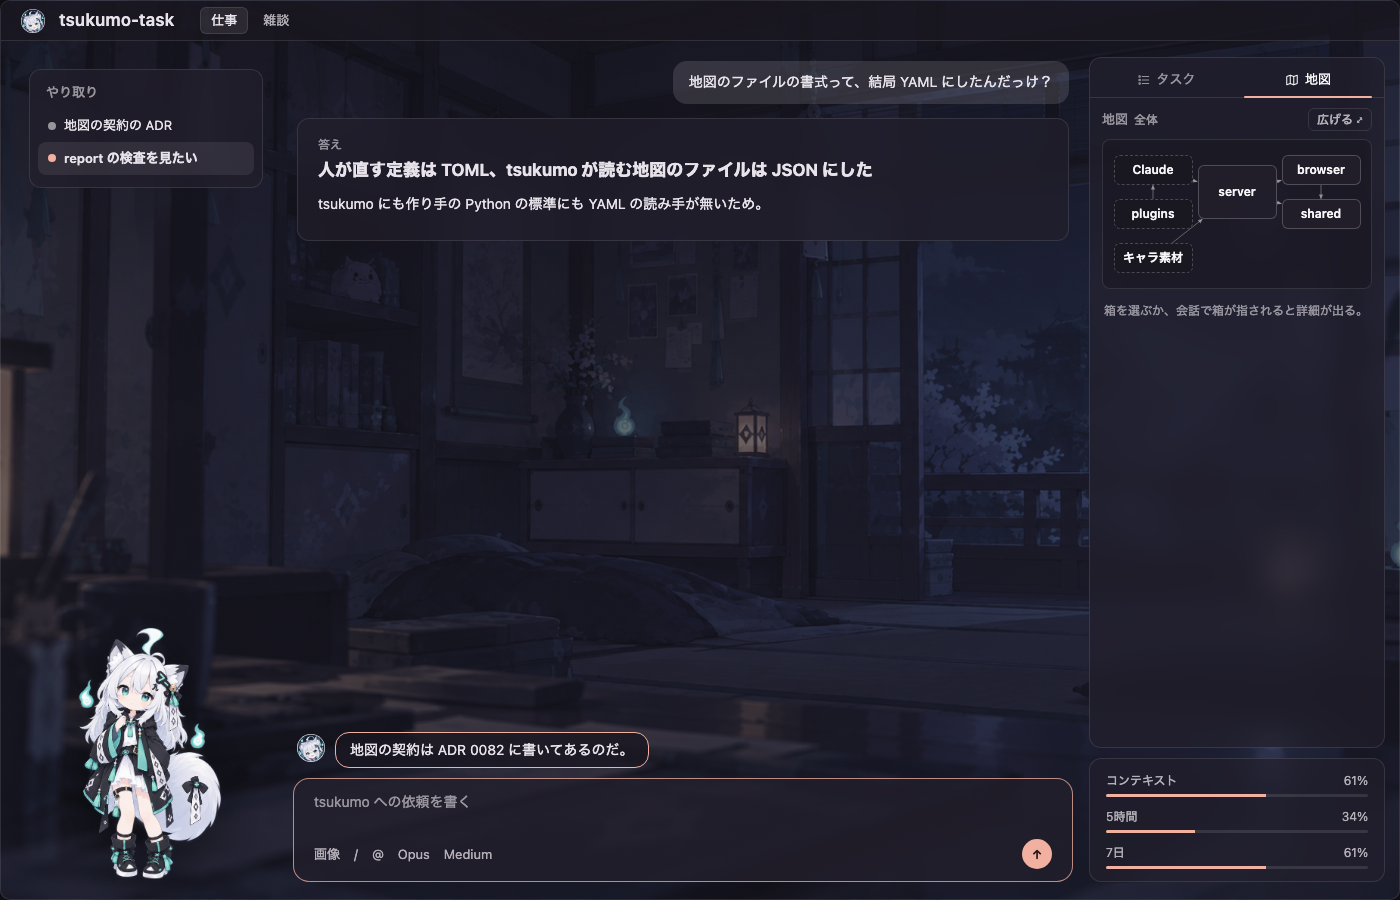 tsukumo-task
仕事
雑談
やり取り
地図の契約の ADR
report の検査を見たい
地図のファイルの書式って、結局 YAML にしたんだっけ？
答え
人が直す定義は TOML、tsukumo が読む地図のファイルは JSON にした
tsukumo にも作り手の Python の標準にも YAML の読み手が無いため。
タスク
地図
地図 全体
広げる
Claude
plugins
キャラ素材
server
browser
shared
箱を選ぶか、会話で箱が指されると詳細が出る。
地図の契約は ADR 0082 に書いてあるのだ。
tsukumo への依頼を書く
画像 / @ Opus Medium
コンテキスト 61%
5時間 34%
7日 61%